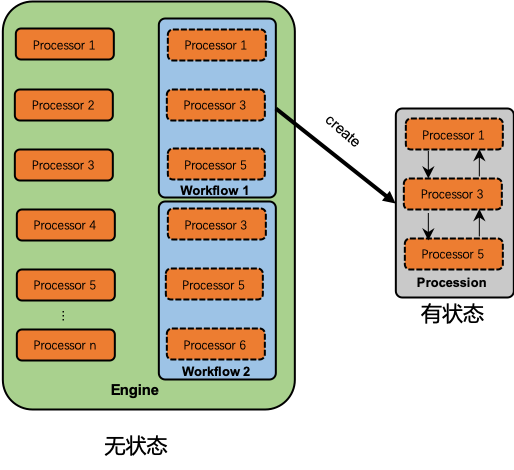 Processor 1
Processor 2
Processor 3
Processor 4
Processor 5
⋮
Processor n
Processor 1
Processor 3
Processor 5
Workflow 1
Processor 3
Processor 5
Processor 6
Workflow 2
Engine
无状态
create
Processor 1
Processor 3
Processor 5
Procession
有状态